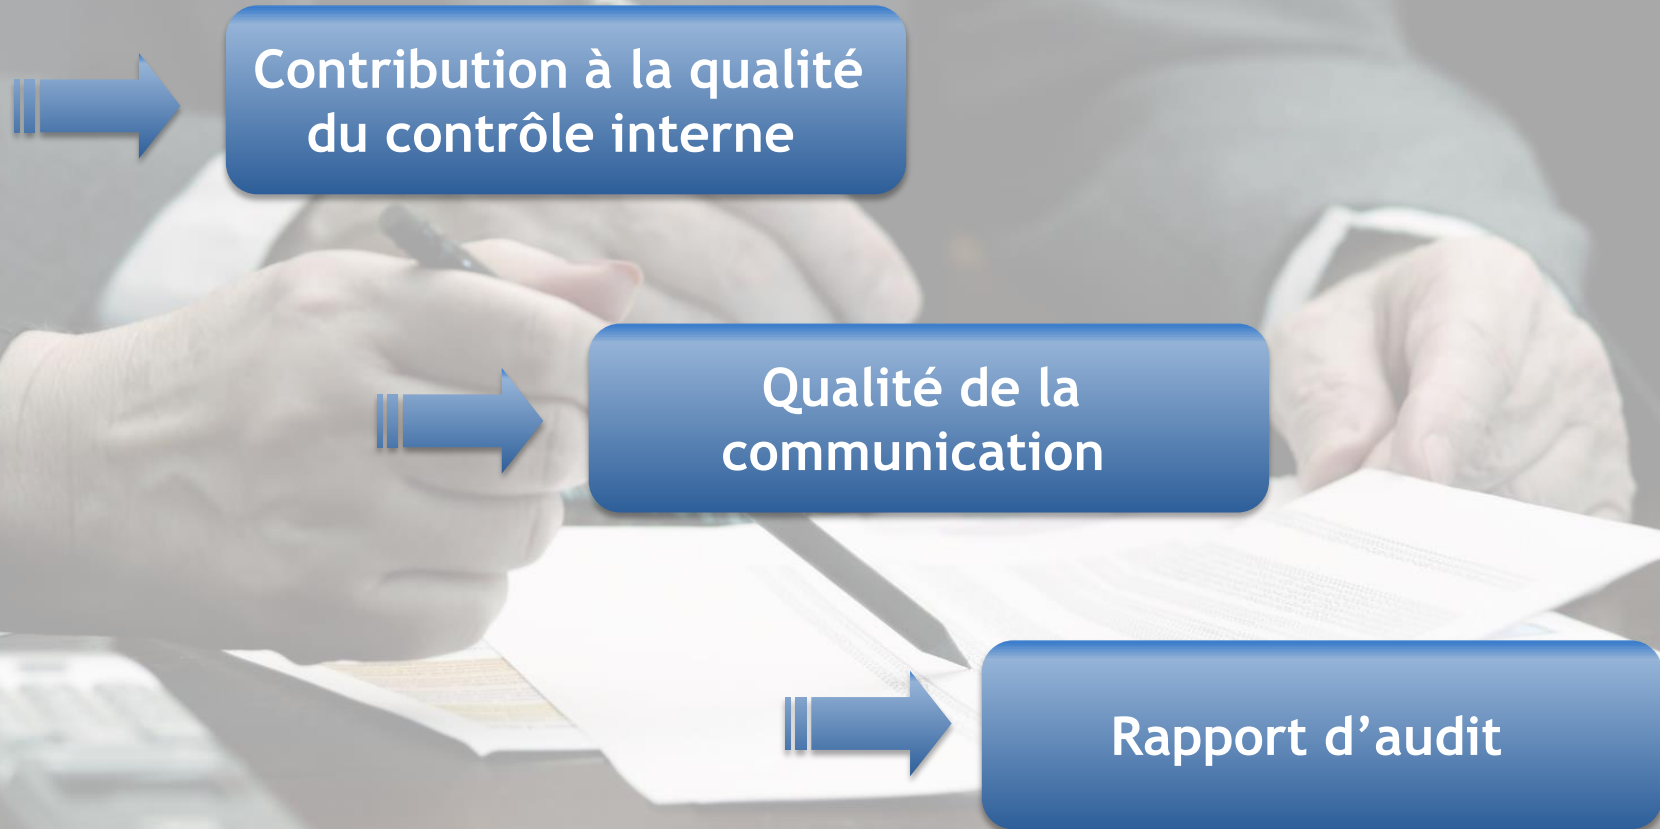 Contribution à la qualité
du contrôle interne
Qualité de la
communication
Rapport d’audit